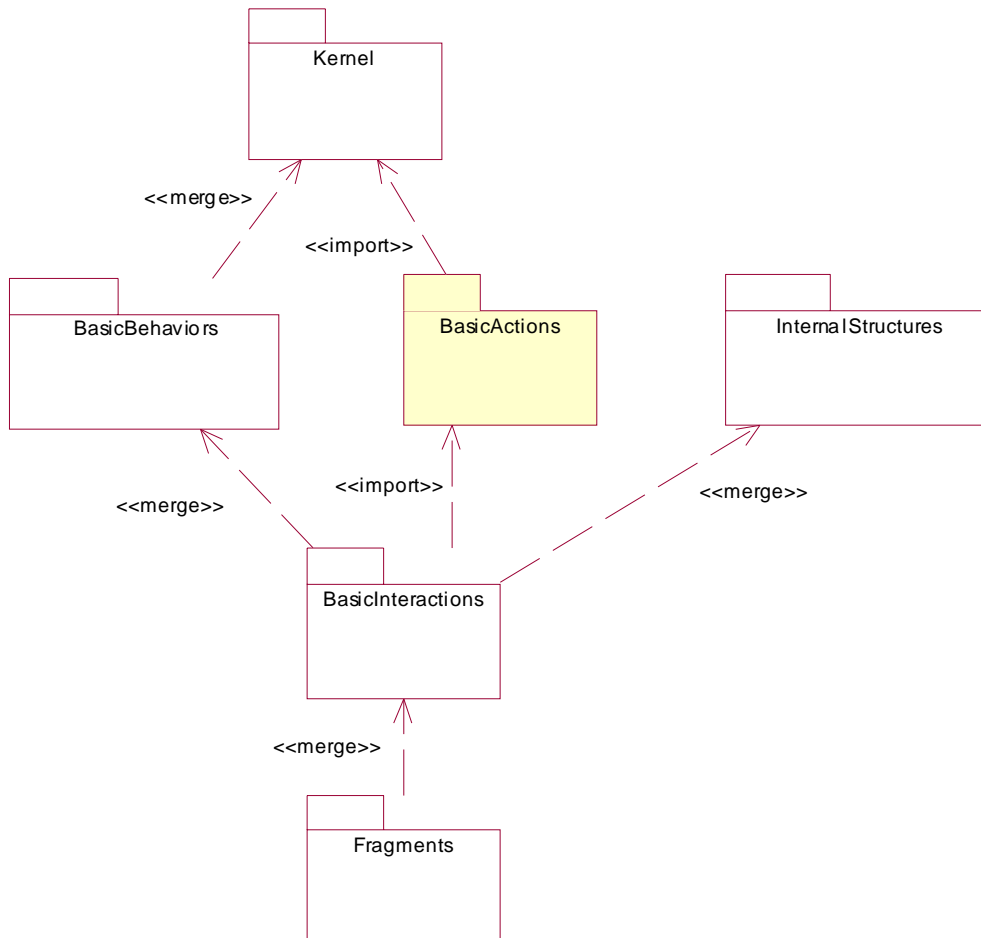 Kernel
<<merge>>
<<import>>
BasicBehaviors
BasicActions
InternalStructures
<<merge>>
<<import>>
<<merge>>
BasicInteractions
<<merge>>
Fragments